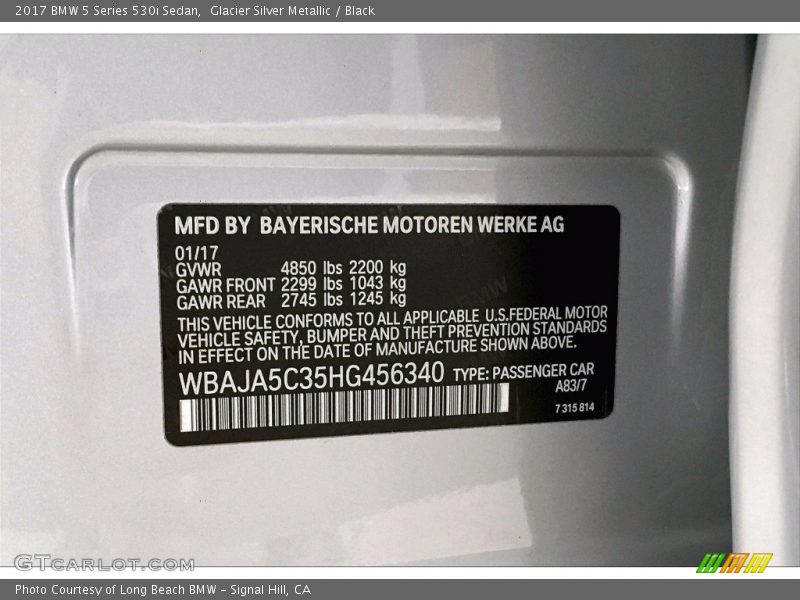 2017 BMW 5 Series 530i Sedan,  Glacier Silver Metallic / Black
MFD BY BAYERISCHE MOTOREN WERKE AG
01/17
GVWR 4850 lbs 2200 kg
GAWR FRONT 2299 lbs 1043 kg
GAWR REAR 2745 lbs 1245 kg
THIS VEHICLE CONFORMS TO ALL APPLICABLE U.S.FEDERAL MOTOR
VEHICLE SAFETY, BUMPER AND THEFT PREVENTION STANDARDS
IN EFFECT ON THE DATE OF MANUFACTURE SHOWN ABOVE.
WBAJA5C35HG456340 TYPE: PASSENGER CAR
A83/7
7 315 814
GTCARLOT.COM
Photo Courtesy of Long Beach BMW - Signal Hill, CA